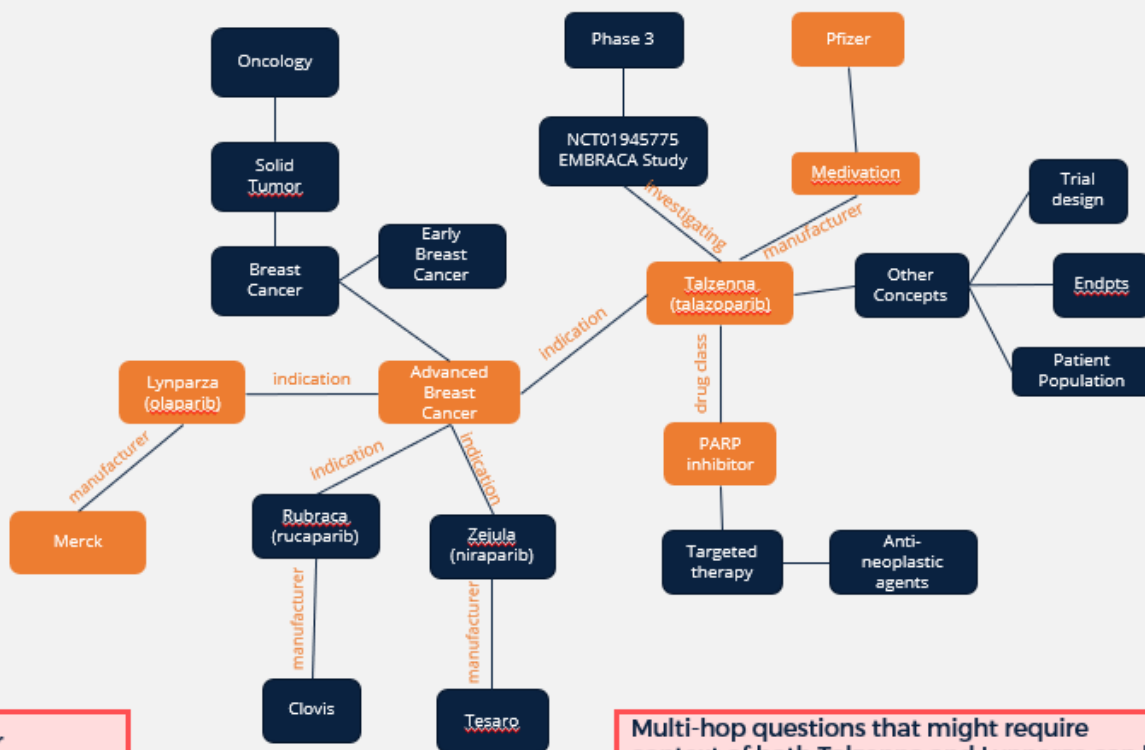 Oncology
Phase 3
Pfizer
NCT01945775
EMBRACA Study
Solid
Tumor
Medivation
Trial
design
investigating
manufacturer
Early
Breast
Cancer
Breast
Cancer
Talzenna
(talazoparib)
Other
Concepts
Endpts
indication
drug class
Patient
Population
Lynparza
(olaparib)
indication
Advanced
Breast
Cancer
manufacturer
indication
indication
PARP
inhibitor
Merck
Rubraca
(rucaparib)
Zejula
(niraparib)
Targeted
therapy
Anti-
neoplastic
agents
manufacturer
manufacturer
Clovis
Tesaro
Multi-hop questions that might require